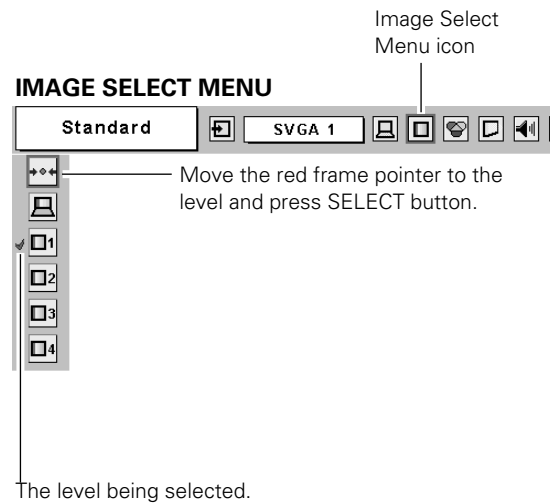 Image Select
Menu icon
IMAGE SELECT MENU
Standard
SVGA 1
Move the red frame pointer to the
level and press SELECT button.
1
2
3
4
The level being selected.